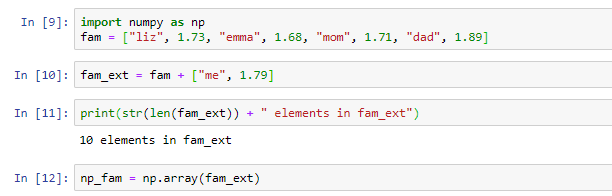 In [9]: import numpy as np
fam = ["liz", 1.73, "emma", 1.68, "mom", 1.71, "dad", 1.89]
In [10]: fam_ext = fam + ["me", 1.79]
In [11]: print(str(len(fam_ext)) + " elements in fam_ext")
10 elements in fam_ext
In [12]: np_fam = np.array(fam_ext)